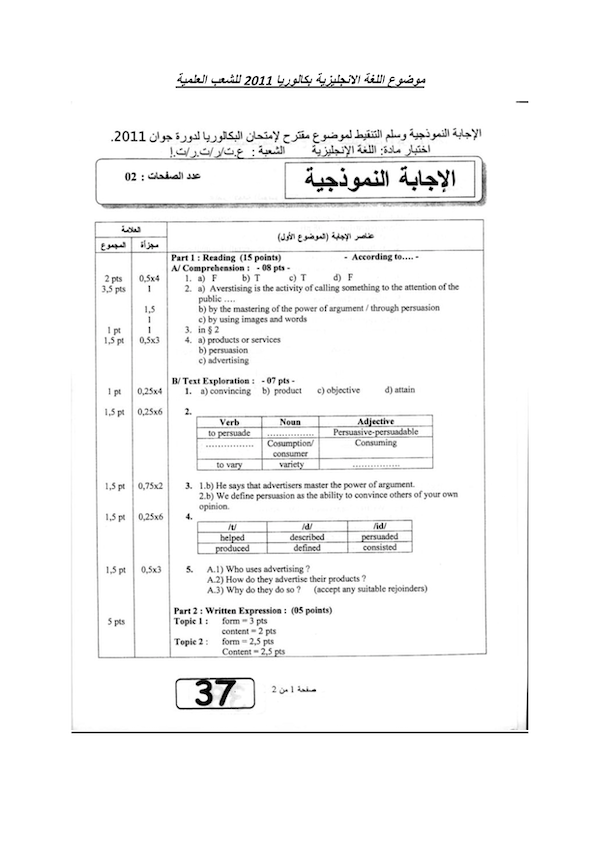 موضوع اللغة الانجليزية بكالوريا 2011 للشعب العلمية
الإجابة النموذجية وسلم التنقيط لموضوع مقترح لإمتحان البكالوريا لدورة جوان 2011.
اختبار مادة: اللغة الإنجليزية الشعبة : ع.ت/ر/ت.ر/ت.إ
الإجابة النموذجية
عدد الصفحات : 02
عناصر الإجابة (الموضوع الأول)
العلامة
مجزأة المجموع
Part 1 : Reading (15 points) - According to…. -
A/ Comprehension : - 08 pts -
2 pts 0,5x4 1. a) F b) T c) T d) F
3,5 pts 1 2. a) Averstising is the activity of calling something to the attention of the
public ….
1,5 b) by the mastering of the power of argument / through persuasion
1 c) by using images and words
1 pt 1 3. in § 2
1,5 pt 0,5x3 4. a) products or services
b) persuasion
c) advertising
B/ Text Exploration : - 07 pts -
1 pt 0,25x4 1. a) convincing b) product c) objective d) attain
1,5 pt 0,25x6 2.
Verb Noun Adjective
to persuade ................ Persuasive-persuadable
................ Cosumption/ Consuming
consumer
to vary variety ................
1,5 pt 0,75x2 3. 1.b) He says that advertisers master the power of argument.
2.b) We define persuasion as the ability to convince others of your own
opinion.
1,5 pt 0,25x6 4.
/t/ /d/ /id/
helped described persuaded
produced defined consisted
1,5 pt 0,5x3 5. A.1) Who uses advertising ?
A.2) How do they advertise their products ?
A.3) Why do they do so ? (accept any suitable rejoinders)
Part 2 : Written Expression : (05 points)
5 pts Topic 1 : form = 3 pts
content = 2 pts
Topic 2 : form = 2,5 pts
Content = 2,5 pts
37
صفحة 1 من 2